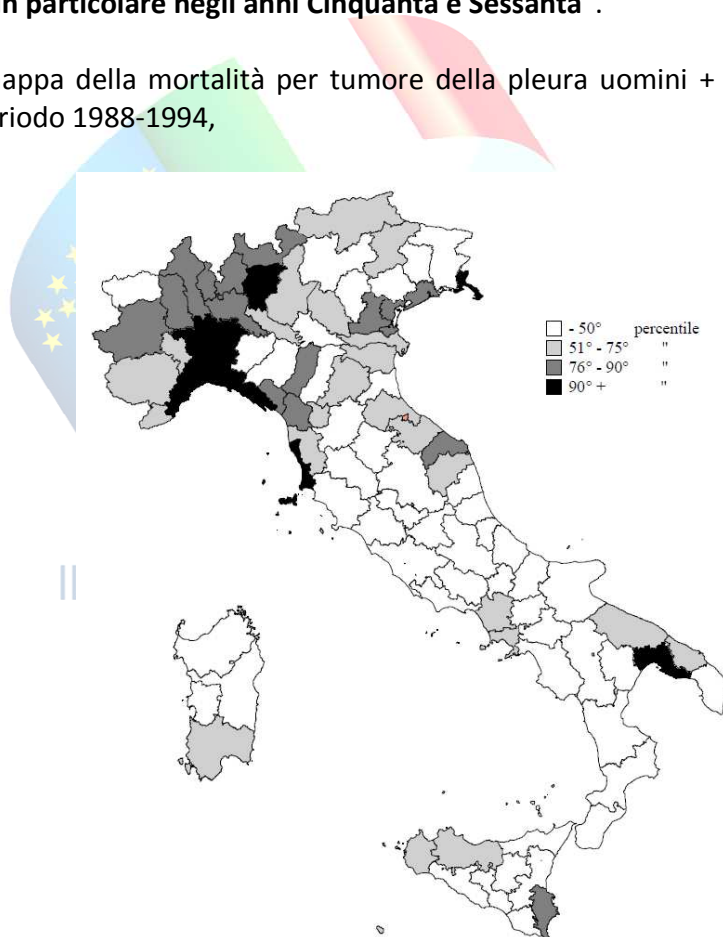 in particolare negli anni Cinquanta e Sessanta".
appa della mortalità per tumore della pleura uomini +
riodo 1988-1994,
- 50° percentile
51° - 75° "
76° - 90° "
90° + "